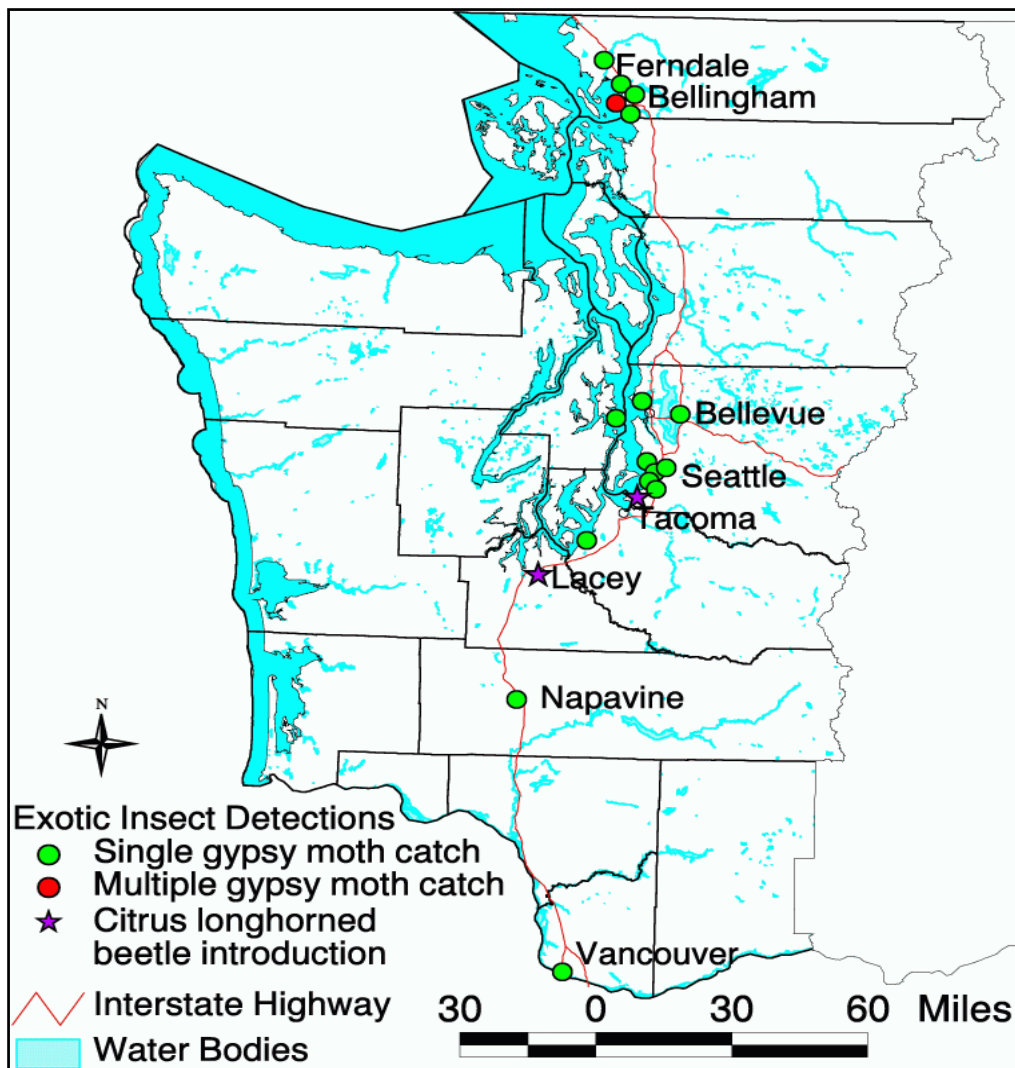 Ferndale
Bellingham
Bellevue
Seattle
Tacoma
Lacey
Napavine
N
Exotic Insect Detections
Single gypsy moth catch
Multiple gypsy moth catch
Citrus longhorned
beetle introduction
Vancouver
Interstate Highway
Water Bodies
30 0 30 60 Miles